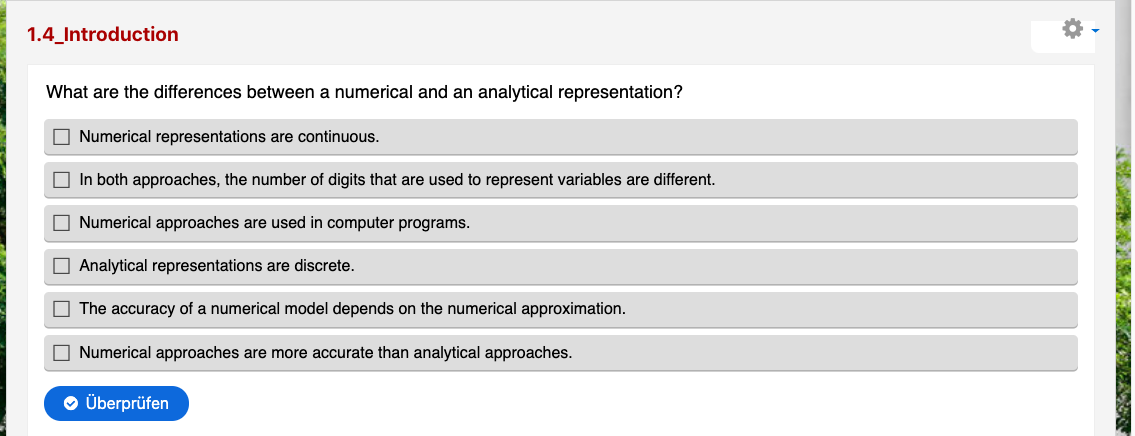 1.4_Introduction
What are the differences between a numerical and an analytical representation?
Numerical representations are continuous.
In both approaches, the number of digits that are used to represent variables are different.
Numerical approaches are used in computer programs.
Analytical representations are discrete.
The accuracy of a numerical model depends on the numerical approximation.
Numerical approaches are more accurate than analytical approaches.
Überprüfen